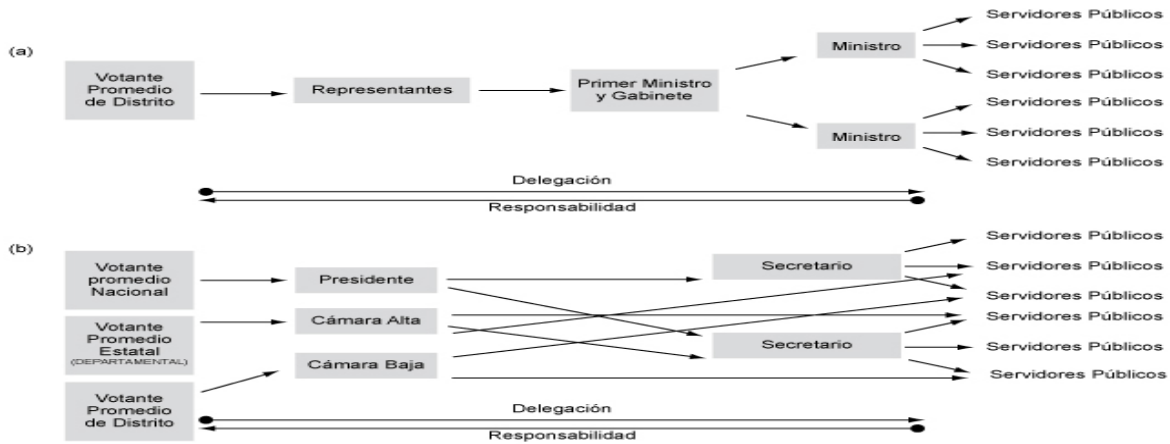 (a)
Votante
Promedio
de Distrito
Representantes
Primer Ministro
y Gabinete
Ministro
Ministro
Servidores Públicos
Servidores Públicos
Servidores Públicos
Servidores Públicos
Servidores Públicos
Servidores Públicos
Delegación
Responsabilidad
(b)
Votante
promedio
Nacional
Votante
Promedio
Estatal
(DEPARTAMENTAL)
Votante
Promedio
de Distrito
Presidente
Cámara Alta
Cámara Baja
Secretario
Secretario
Servidores Públicos
Servidores Públicos
Servidores Públicos
Servidores Públicos
Servidores Públicos
Servidores Públicos
Delegación
Responsabilidad